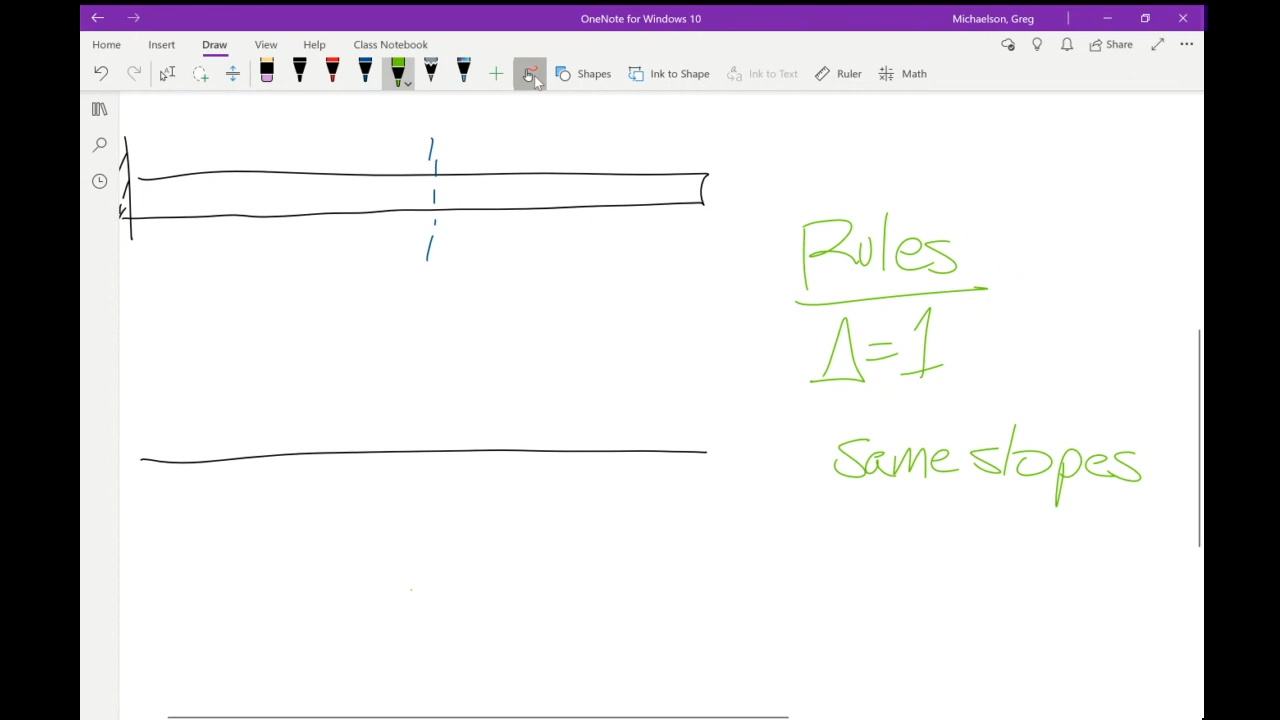 OneNote for Windows 10
Michaelson, Greg
Home Insert Draw View Help Class Notebook
Share
Shapes
Ink to Shape
Ink to Text
Ruler
Math
Rules
Δ=1
same slopes